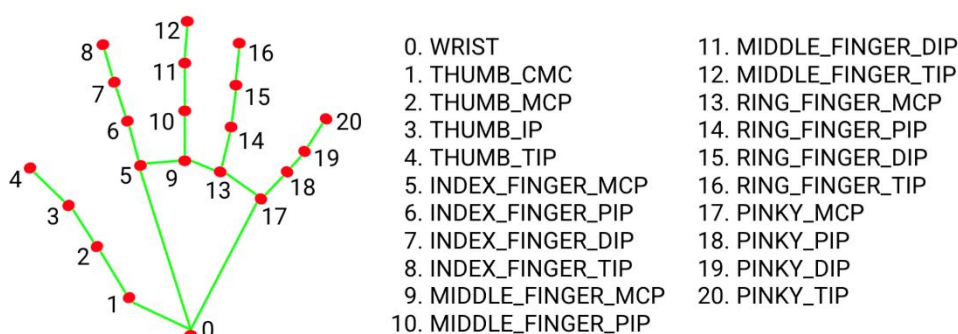 12
8
16
11
7
15
10
6
20
14
4
5
9
19
13
18
3
17
2
1
0
0. WRIST
1. THUMB_CMC
2. THUMB_MCP
3. THUMB_IP
4. THUMB_TIP
5. INDEX_FINGER_MCP
6. INDEX_FINGER_PIP
7. INDEX_FINGER_DIP
8. INDEX_FINGER_TIP
9. MIDDLE_FINGER_MCP
10. MIDDLE_FINGER_PIP
11. MIDDLE_FINGER_DIP
12. MIDDLE_FINGER_TIP
13. RING_FINGER_MCP
14. RING_FINGER_PIP
15. RING_FINGER_DIP
16. RING_FINGER_TIP
17. PINKY_MCP
18. PINKY_PIP
19. PINKY_DIP
20. PINKY_TIP